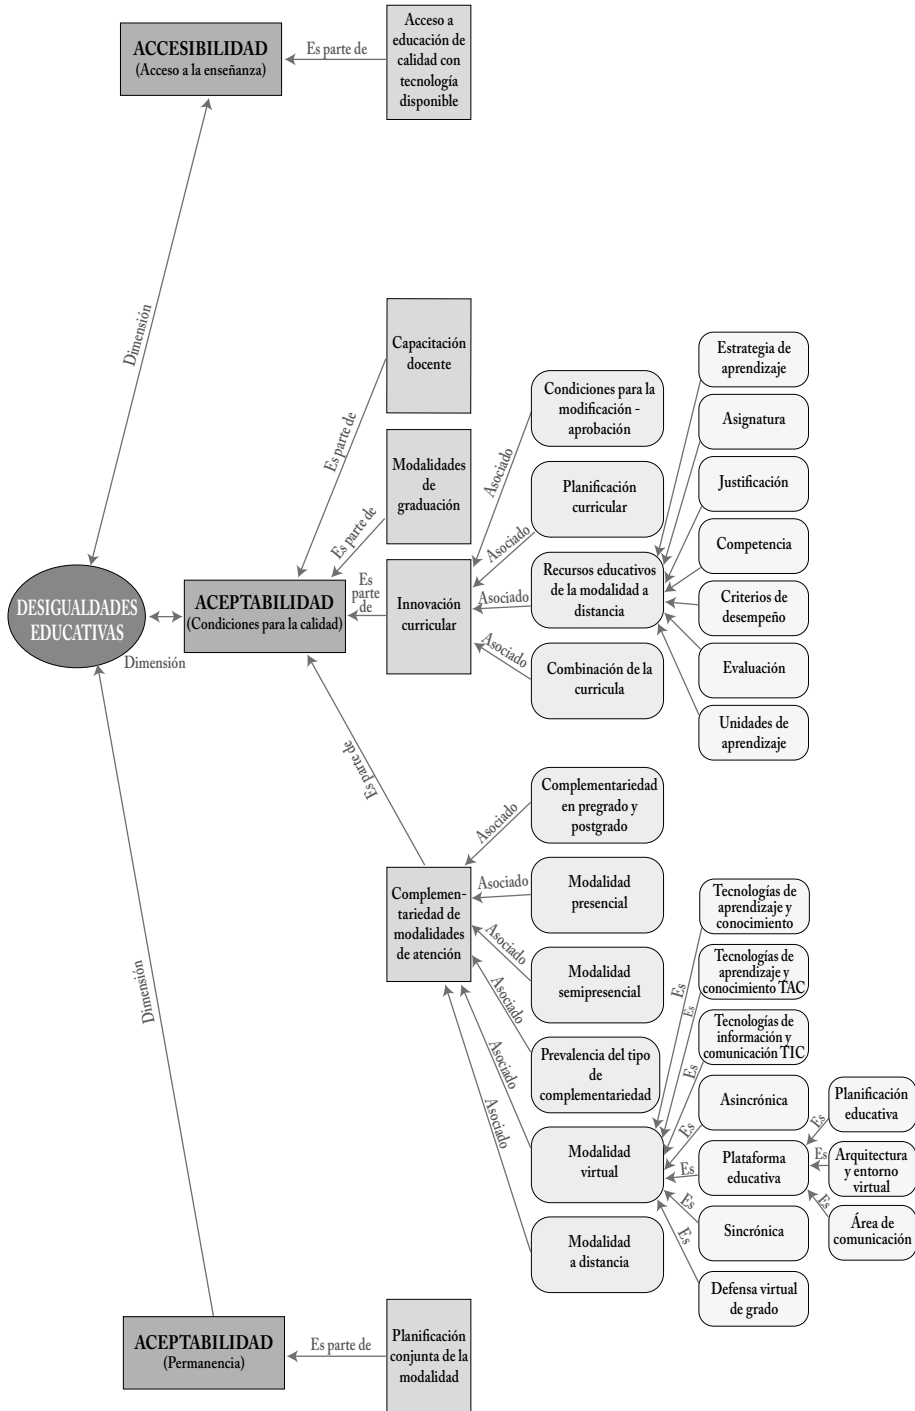 ACCESIBILIDAD
(Acceso a la enseñanza)
Es parte de
Acceso a
educación de
calidad con
tecnología
disponible
Dimensión
Capacitación
docente
Es parte de
Modalidades
de
graduación
Es parte de
DESIGUALDADES
EDUCATIVAS
Dimensión
ACEPTABILIDAD
(Condiciones para la calidad)
Es
parte
de
Innovación
curricular
Asociado
Condiciones para la
modificación -
aprobación
Asociado
Planificación
curricular
Asociado
Recursos educativos
de la modalidad a
distancia
Asociado
Combinación de la
curricula
Estrategia de
aprendizaje
Asignatura
Justificación
Competencia
Criterios de
desempeño
Evaluación
Unidades de
aprendizaje
Es parte de
Complemen-
tariedad de
modalidades
de atención
Asociado
Complementariedad
en pregrado y
postgrado
Asociado
Modalidad
presencial
Asociado
Modalidad
semipresencial
Asociado
Prevalencia del tipo
de
complementariedad
Asociado
Modalidad
virtual
Asociado
Modalidad
a distancia
Es
Tecnologías de
aprendizaje y
conocimiento
Es
Tecnologías de
aprendizaje y
conocimiento TAC
Es
Tecnologías de
información y
comunicación TIC
Es
Asincrónica
Es
Plataforma
educativa
Es
Sincrónica
Es
Defensa virtual
de grado
Es
Planificación
educativa
Es
Arquitectura
y entorno
virtual
Es
Área de
comunicación
Dimensión
ACEPTABILIDAD
(Permanencia)
Es parte de
Planificación
conjunta de la
modalidad